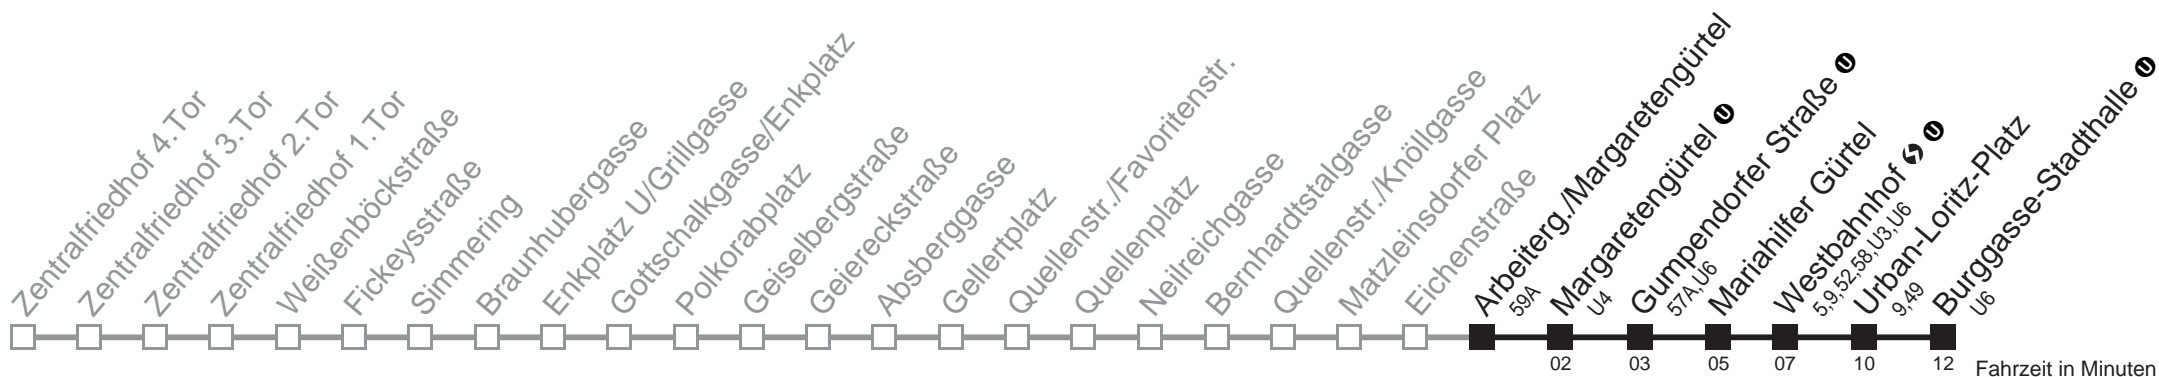 Zentralfriedhof 4.Tor
Zentralfriedhof 3.Tor
Zentralfriedhof 2.Tor
Zentralfriedhof 1.Tor
Weißenböckstraße
Fickeysstraße
Simmering
Braunhubergasse
Enkplatz U/Grillgasse
Gottschalkgasse/Enkplatz
Polkorabplatz
Geiselbergstraße
Geiereckstraße
Absberggasse
Gellertplatz
Quellenstr./Favoritenstr.
Quellenplatz
Neilreichgasse
Bernhardtstalgasse
Quellenstr./Knöllgasse
Matzleinsdorfer Platz
Eichenstraße
Arbeiterg./Margaretengürtel
59A
Margaretengürtel U
U4
Gumpendorfer Straße U
57A,U6
Mariahilfer Gürtel
Westbahnhof U
5,9,52,58,U3,U6
Urban-Loritz-Platz
9,49
Burggasse-Stadthalle U
U6
02 03 05 07 10 12 Fahrzeit in Minuten